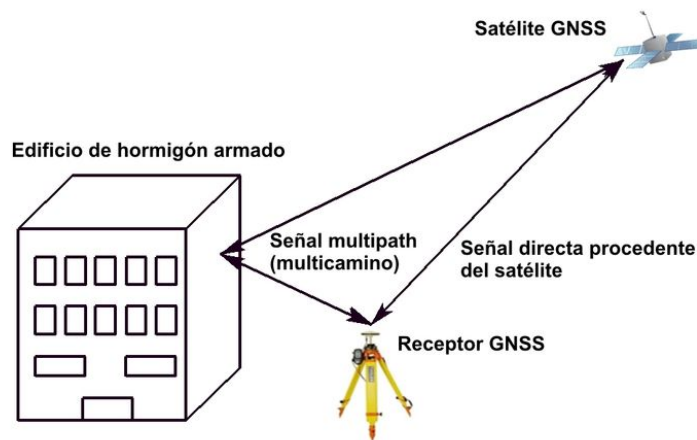 Satélite GNSS
Edificio de hormigón armado
Señal multipath
(multicamino)
Señal directa procedente
del satélite
Receptor GNSS